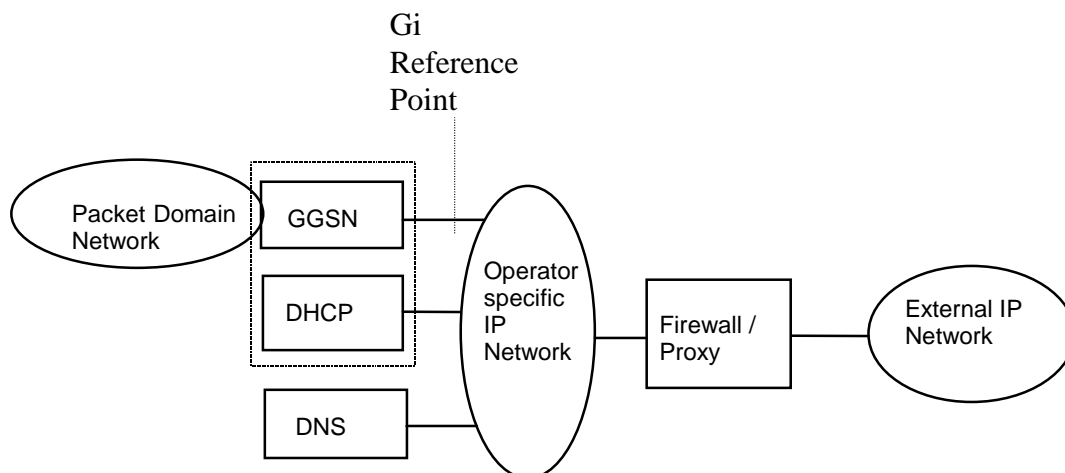 Gi
Reference
Point
Packet Domain
Network
GGSN
DHCP
DNS
Operator
specific
IP
Network
Firewall /
Proxy
External IP
Network